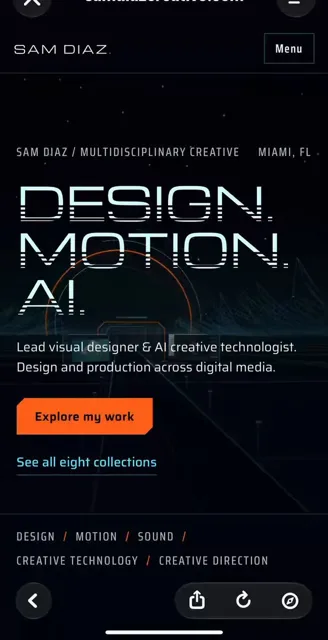 SAM DIAZ
Menu
SAM DIAZ / MULTIDISCIPLINARY CREATIVE MIAMI, FL
DESIGN.
MOTION.
AI.
Lead visual designer & AI creative technologist.
Design and production across digital media.
Explore my work
See all eight collections
DESIGN / MOTION / SOUND /
CREATIVE TECHNOLOGY / CREATIVE DIRECTION